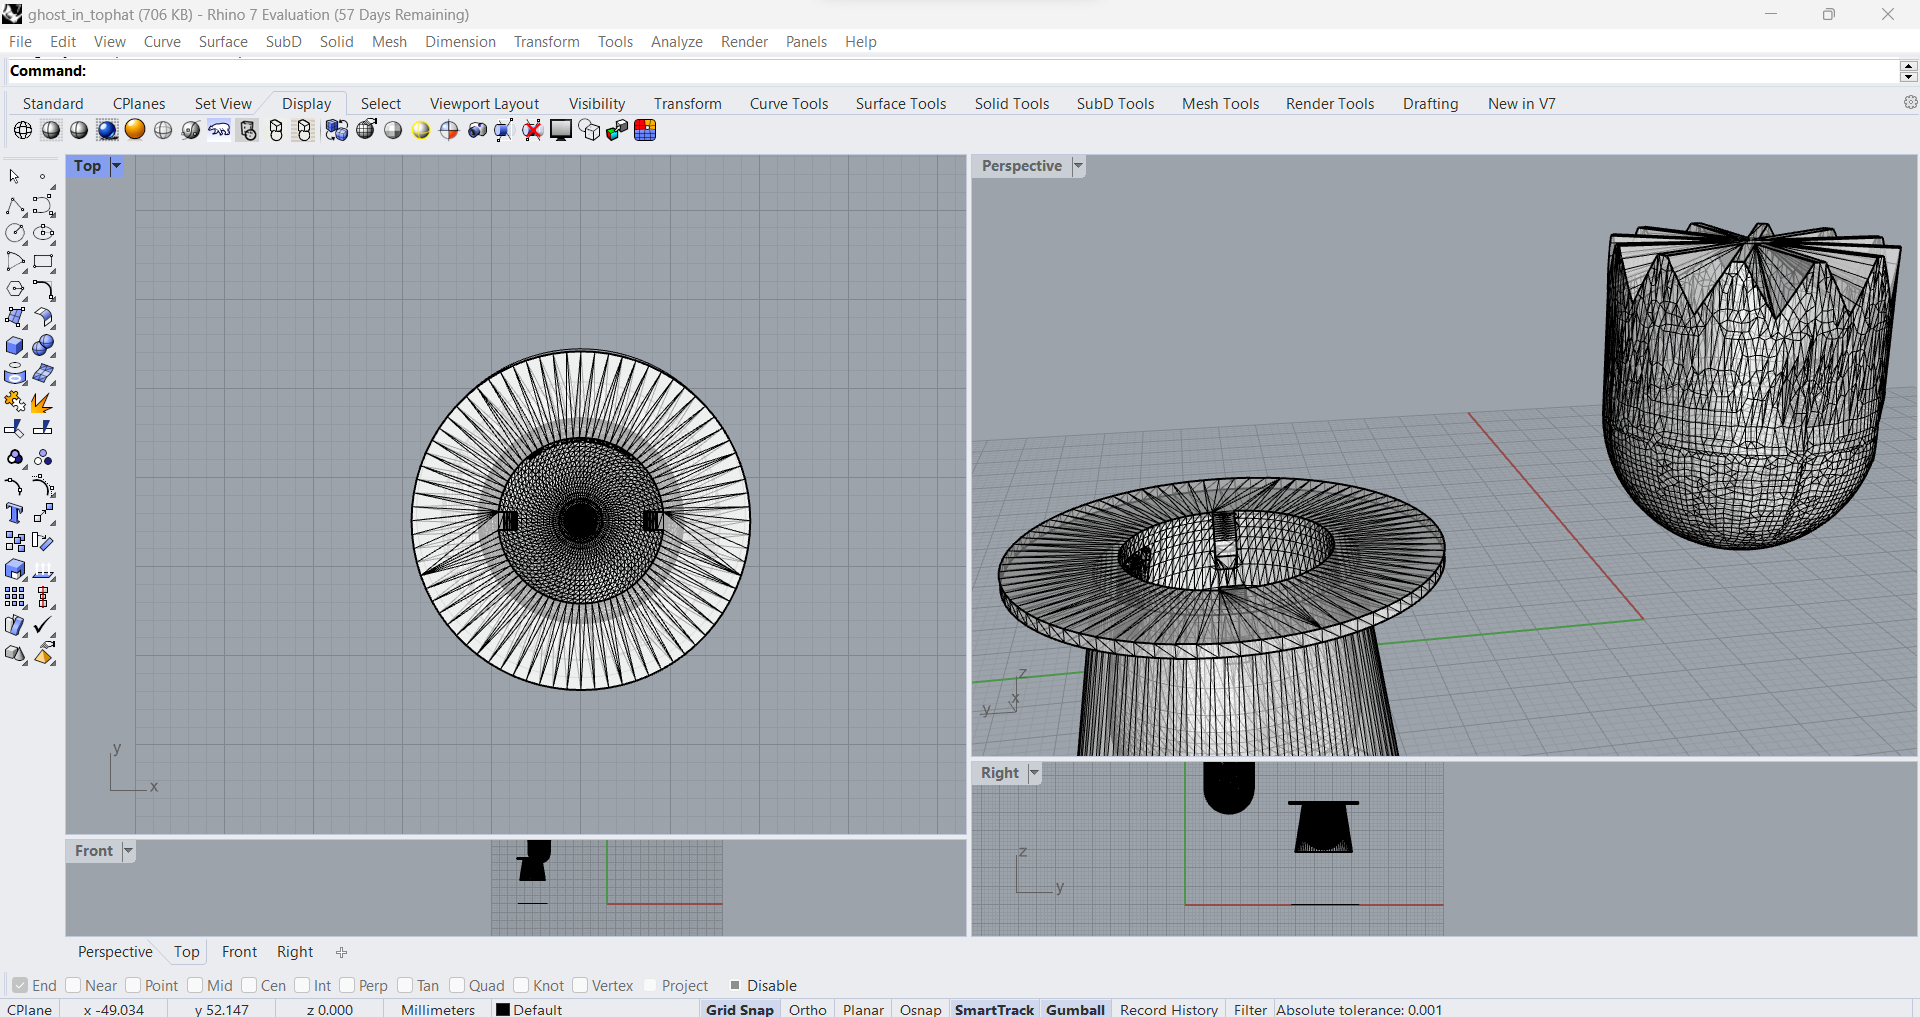 ghost_in_tophat (706 KB) - Rhino 7 Evaluation (57 Days Remaining)
File Edit View Curve Surface SubD Solid Mesh Dimension Transform Tools Analyze Render Panels Help
Command:
Standard CPlanes Set View Display Select Viewport Layout Visibility Transform Curve Tools Surface Tools Solid Tools SubD Tools Mesh Tools Render Tools Drafting New in V7
Top
Perspective
y
x
z
x
y
Right
z
y
Front
Perspective Top Front Right
End Near Point Mid Cen Int Perp Tan Quad Knot Vertex Project Disable
CPlane x -49.034 y 52.147 z 0.000 Millimeters Default Grid Snap Ortho Planar Osnap SmartTrack Gumball Record History Filter Absolute tolerance: 0.001